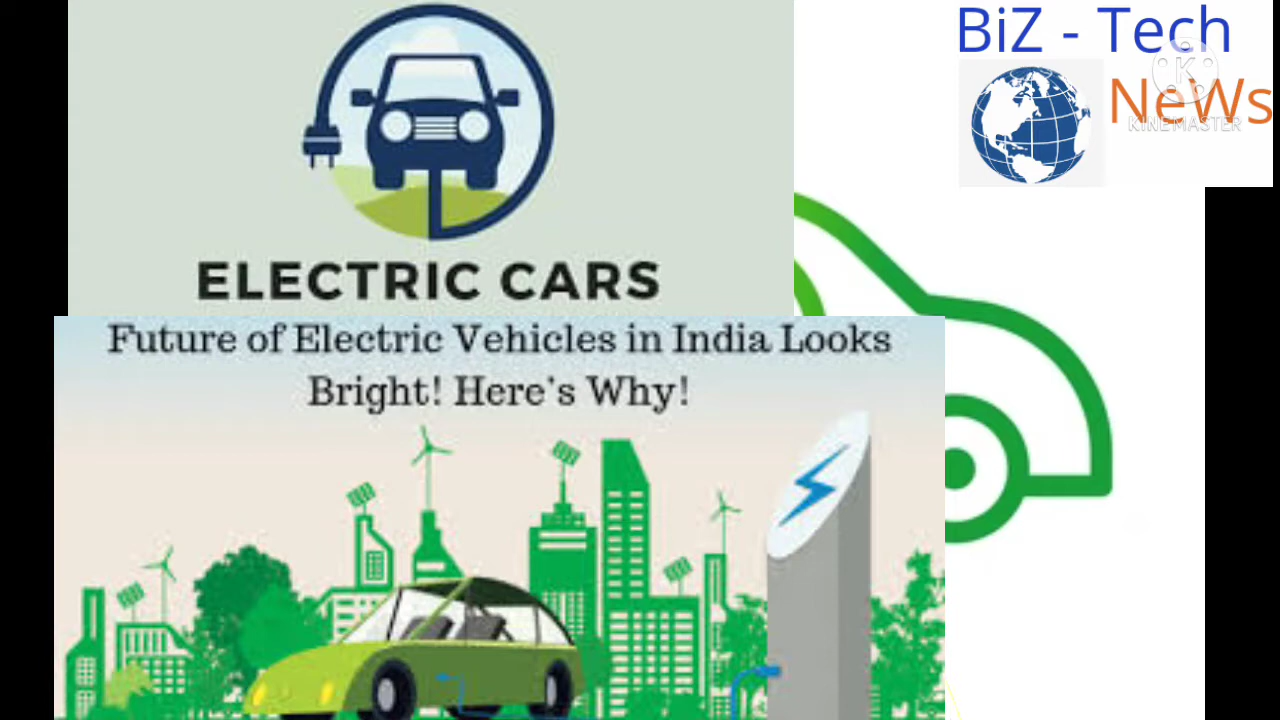 BiZ - Tech
NeWs
K
KINEMASTER
ELECTRIC CARS
Future of Electric Vehicles in India Looks
Bright! Here's Why!